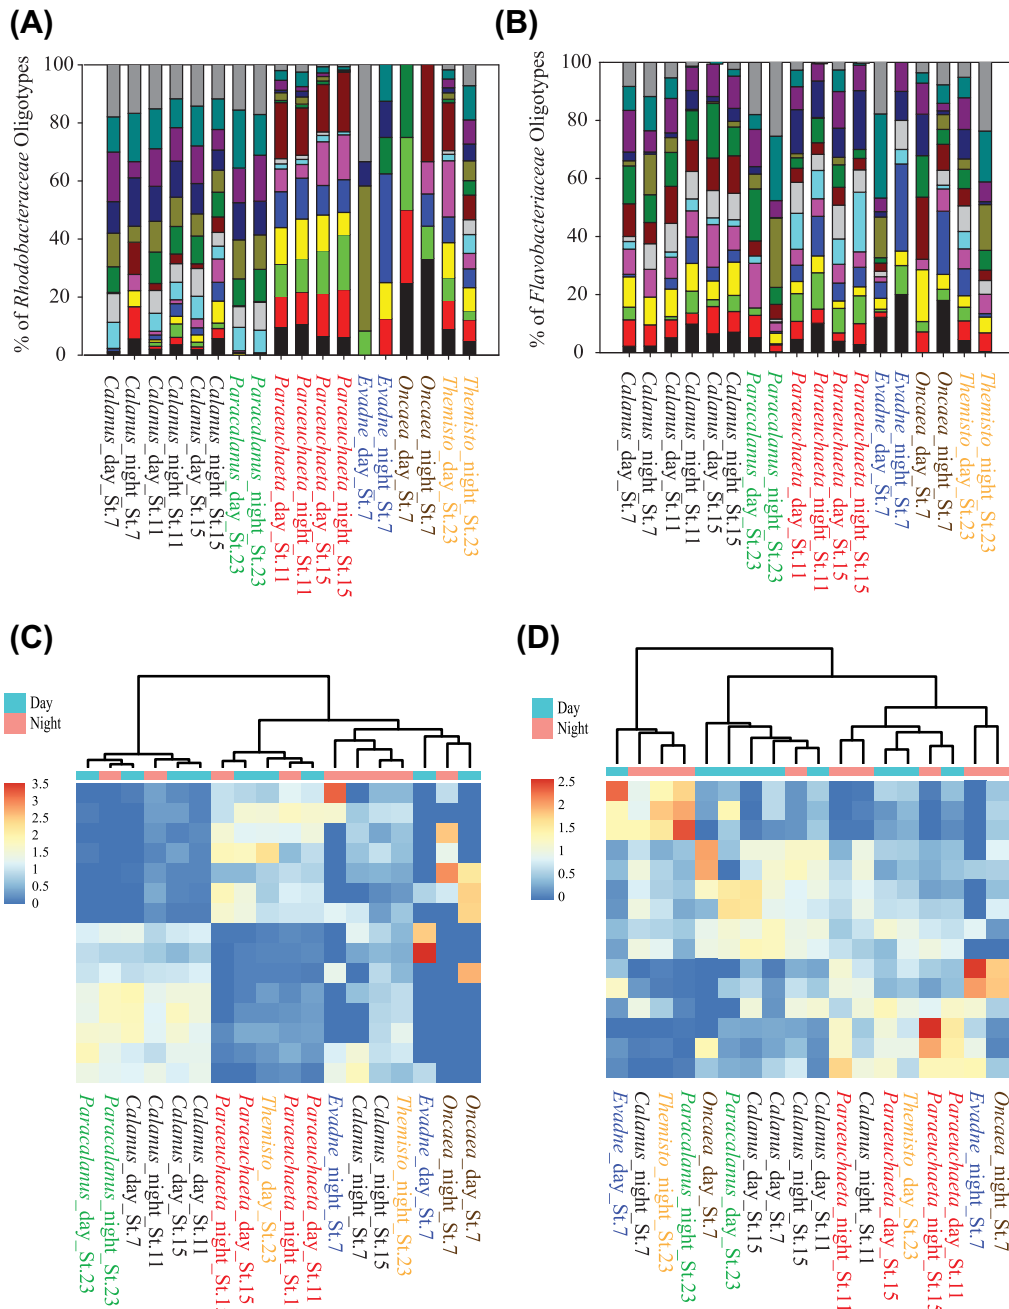 (A)
% of Rhodobacteraceae Oligotypes
100
80
60
40
20
0
Calanus_day_St.7
Calanus_night_St.7
Calanus_day_St.11
Calanus_night_St.11
Calanus_day_St.15
Calanus_night_St.15
Paracalanus_day_St.23
Paracalanus_night_St.23
Paraeuchaeta_day_St.11
Paraeuchaeta_night_St.11
Paraeuchaeta_day_St.15
Paraeuchaeta_night_St.15
Evadne_day_St.7
Evadne_night_St.7
Oncaea_day_St.7
Oncaea_night_St.7
Themisto_day_St.23
Themisto_night_St.23
(B)
% of Flavobacteriaceae Oligotypes
100
80
60
40
20
0
Calanus_day_St.7
Calanus_night_St.7
Calanus_day_St.11
Calanus_night_St.11
Calanus_day_St.15
Calanus_night_St.15
Paracalanus_day_St.23
Paracalanus_night_St.23
Paraeuchaeta_day_St.11
Paraeuchaeta_night_St.11
Paraeuchaeta_day_St.15
Paraeuchaeta_night_St.15
Evadne_day_St.7
Evadne_night_St.7
Oncaea_day_St.7
Oncaea_night_St.7
Themisto_day_St.23
Themisto_night_St.23
(C)
Day
Night
3.5
3
2.5
2
1.5
1
0.5
0
Paracalanus_day_St.23
Paracalanus_night_St.23
Calanus_day_St.7
Calanus_night_St.11
Calanus_day_St.15
Calanus_day_St.11
Paraeuchaeta_night_St.1
Paraeuchaeta_day_St.15
Themisto_day_St.23
Paraeuchaeta_night_St.1
Paraeuchaeta_day_St.11
Evadne_night_St.7
Calanus_night_St.7
Calanus_night_St.15
Themisto_night_St.23
Evadne_day_St.7
Oncaea_night_St.7
Oncaea_day_St.7
(D)
Day
Night
2.5
2
1.5
1
0.5
0
Evadne_day_St.7
Calanus_night_St.7
Themisto_night_St.23
Paracalanus_night_St.23
Oncaea_day_St.7
Paracalanus_day_St.23
Calanus_day_St.15
Calanus_day_St.7
Calanus_night_St.15
Calanus_day_St.11
Paraeuchaeta_night_St.11
Calanus_night_St.11
Paraeuchaeta_day_St.15
Themisto_day_St.23
Paraeuchaeta_night_St.15
Paraeuchaeta_day_St.11
Evadne_night_St.7
Oncaea_night_St.7